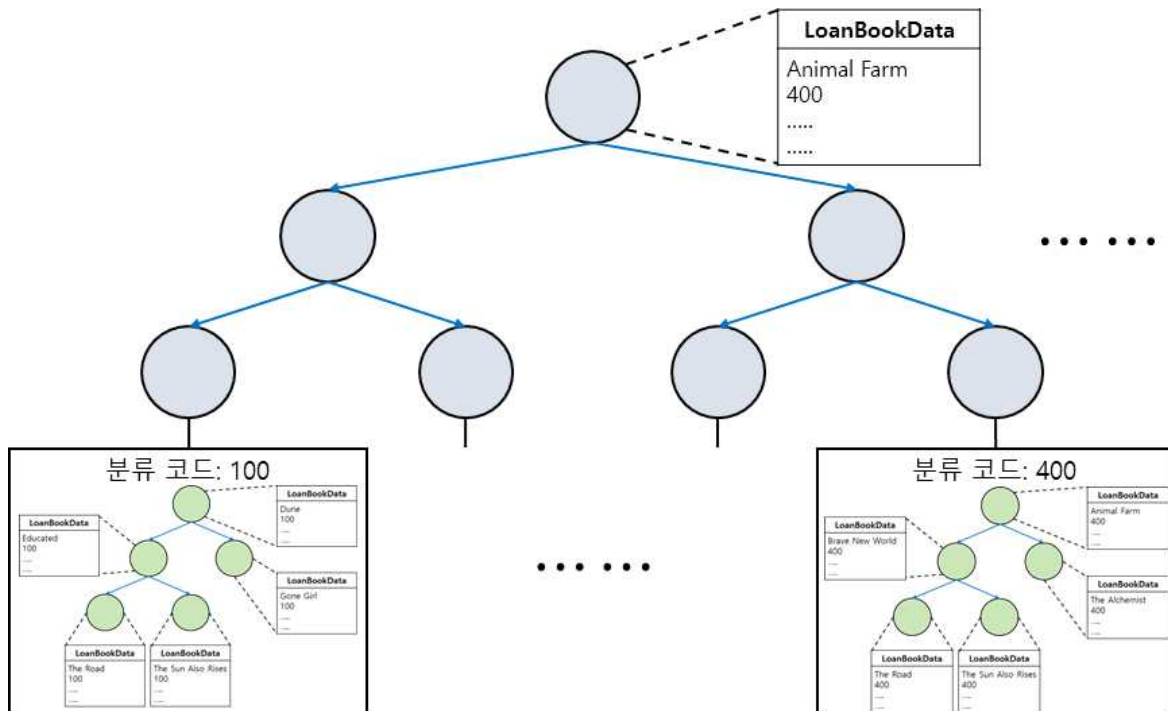 LoanBookData
Animal Farm
400
.....
.....
... ...
분류 코드: 100
LoanBookData
Dune
100
.....
.....
LoanBookData
Educated
100
.....
.....
LoanBookData
Gone Girl
100
.....
.....
LoanBookData
The Road
100
.....
.....
LoanBookData
The Sun Also Rises
100
.....
.....
... ...
분류 코드: 400
LoanBookData
Animal Farm
400
.....
.....
LoanBookData
Brave New World
400
.....
.....
LoanBookData
The Alchemist
400
.....
.....
LoanBookData
The Road
400
.....
.....
LoanBookData
The Sun Also Rises
400
.....
.....